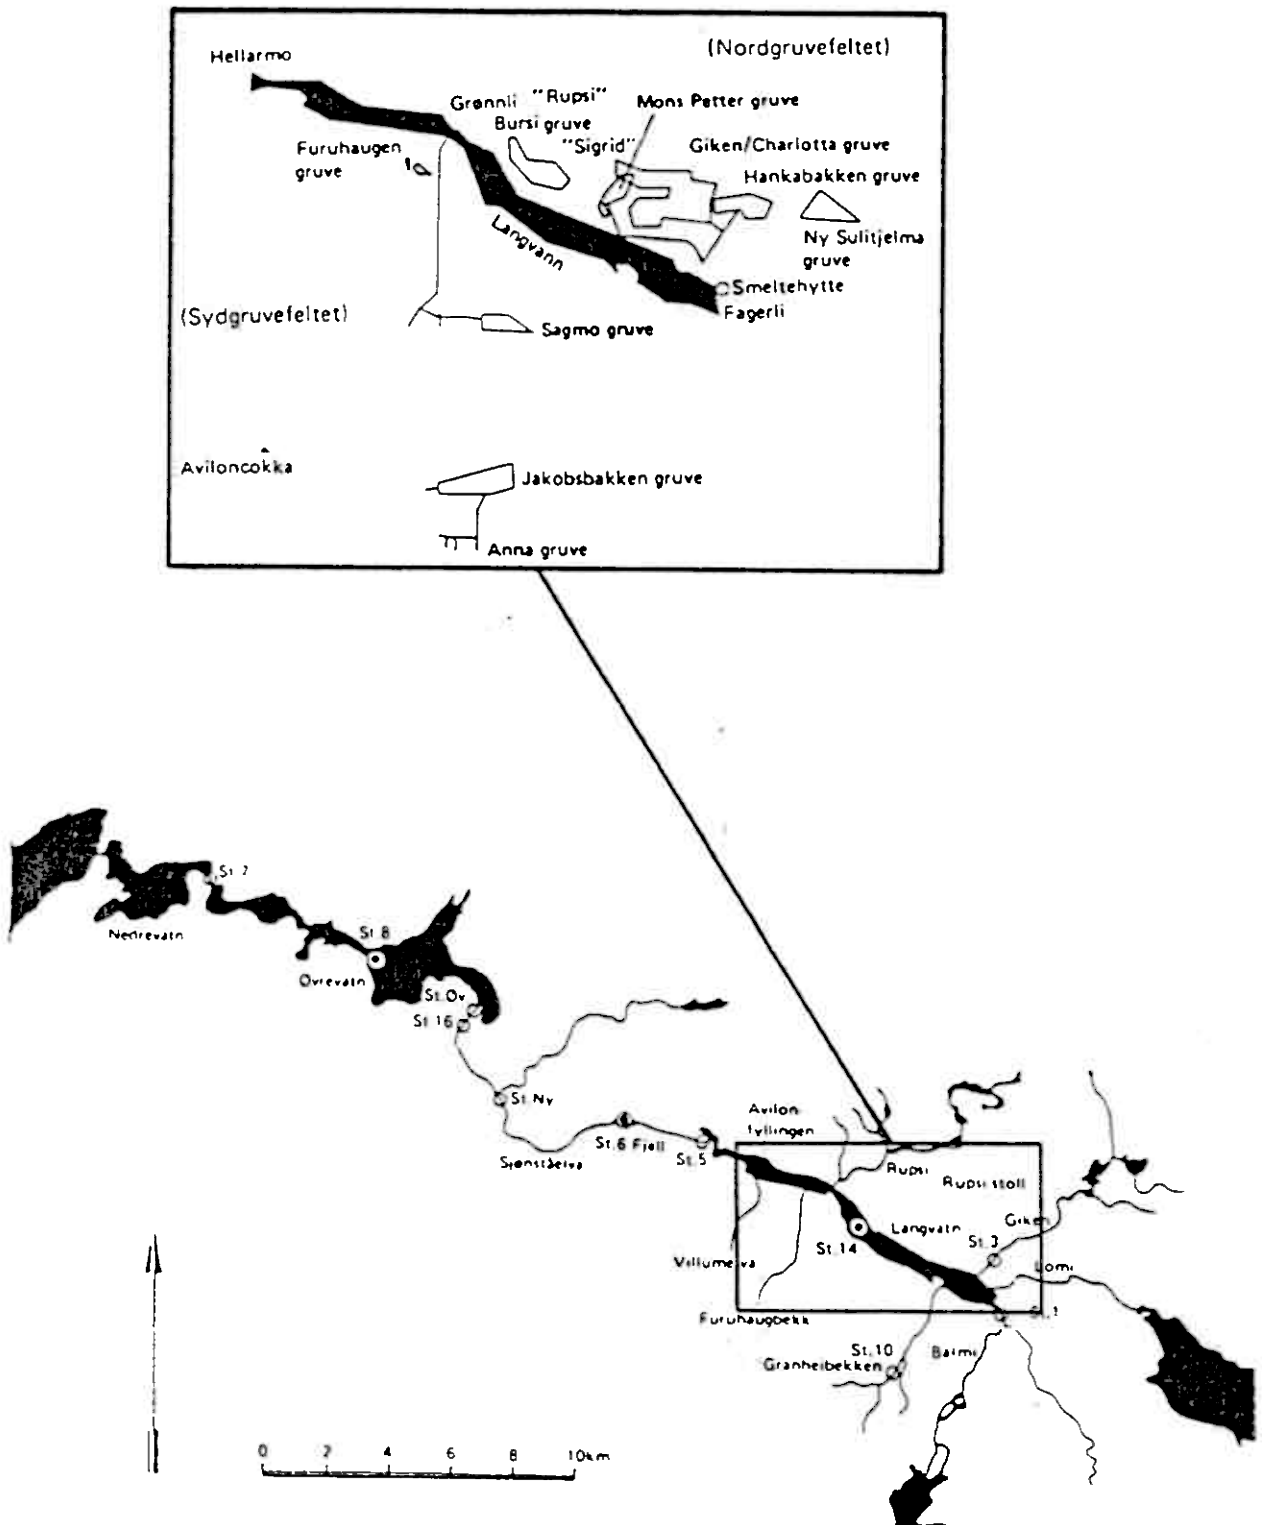 (Nordgruvefeltet)
Hellarmo
Grønnli "Rupsi"
Bursi gruve
Mons Petter gruve
"Sigrid"
Furuhaugen
gruve
1
Giken/Charlotta gruve
Hankabakken gruve
Langvann
Ny Sulitjelma
gruve
Smeltehytte
Fagerli
(Sydgruvefeltet)
Sagmo gruve
Aviloncokka
Jakobsbakken gruve
Anna gruve
St. 7
Nedrevatn
St 8
Øvrevatn
St. Øv
St. 16
St. Ny
Avilon-
fyllingen
St. 6 Fjell
St. 5
Sjønståelva
Rupsi
Rupsi stoll
Giken
Langvatn
St. 14
St. 3
Villumelva
Lomi
Furuhaugbekk
1
St. 10
Balmi
Granheibekken
0 2 4 6 8 10km